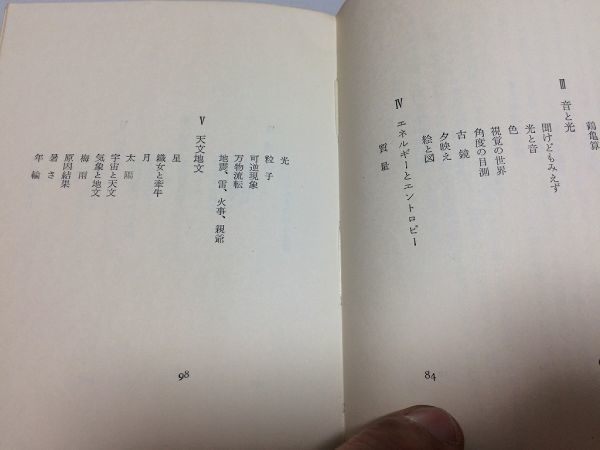 鶴亀算
Ⅲ 音と光
聞けどもみえず
光と音
色
視覚の世界
角度の目測
古鏡
夕映え
絵と図
Ⅳ エネルギーとエントロピー
84
質量
光
粒子
可逆現象
万物流転
地震、雷、火事、親爺
Ⅴ 天文地文
98
星
織女と牽牛
月
太陽
宇宙と天文
気象と地文
梅雨
原因結果
暑さ
年輪